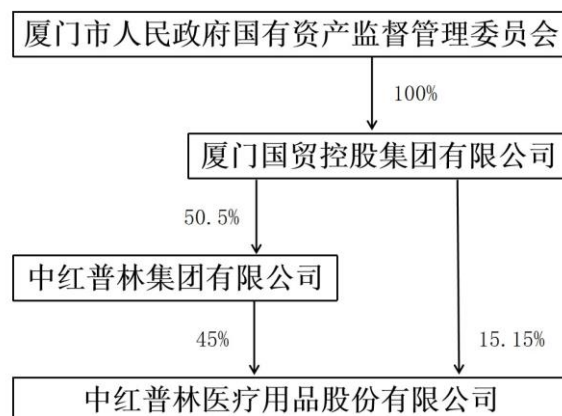 厦门市人民政府国有资产监督管理委员会
100%
厦门国贸控股集团有限公司
50.5%
中红普林集团有限公司
45%
15.15%
中红普林医疗用品股份有限公司